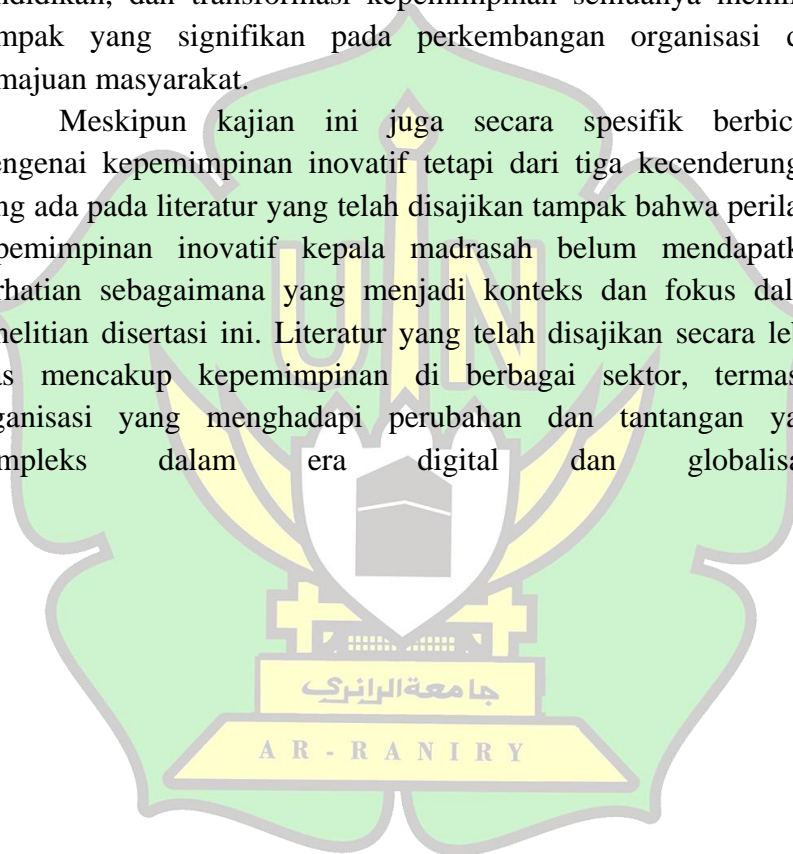 ndidikan, dan transformasi kepemimpinan semuanya memili
mpak yang signifikan pada perkembangan organisasi d
majuan masyarakat.
Meskipun kajian ini juga secara spesifik berbic
engenai kepemimpinan inovatif tetapi dari tiga kecenderung
ng ada pada literatur yang telah disajikan tampak bahwa perila
pemimpinan inovatif kepala madrasah belum mendapatk
rhatian sebagaimana yang menjadi konteks dan fokus dal
nelitian disertasi ini. Literatur yang telah disajikan secara leb
as mencakup kepemimpinan di berbagai sektor, termas
ganisasi yang menghadapi perubahan dan tantangan ya
mpleks dalam era digital dan globalisa
UIN
جامعة الرانري
AR-RANIRY